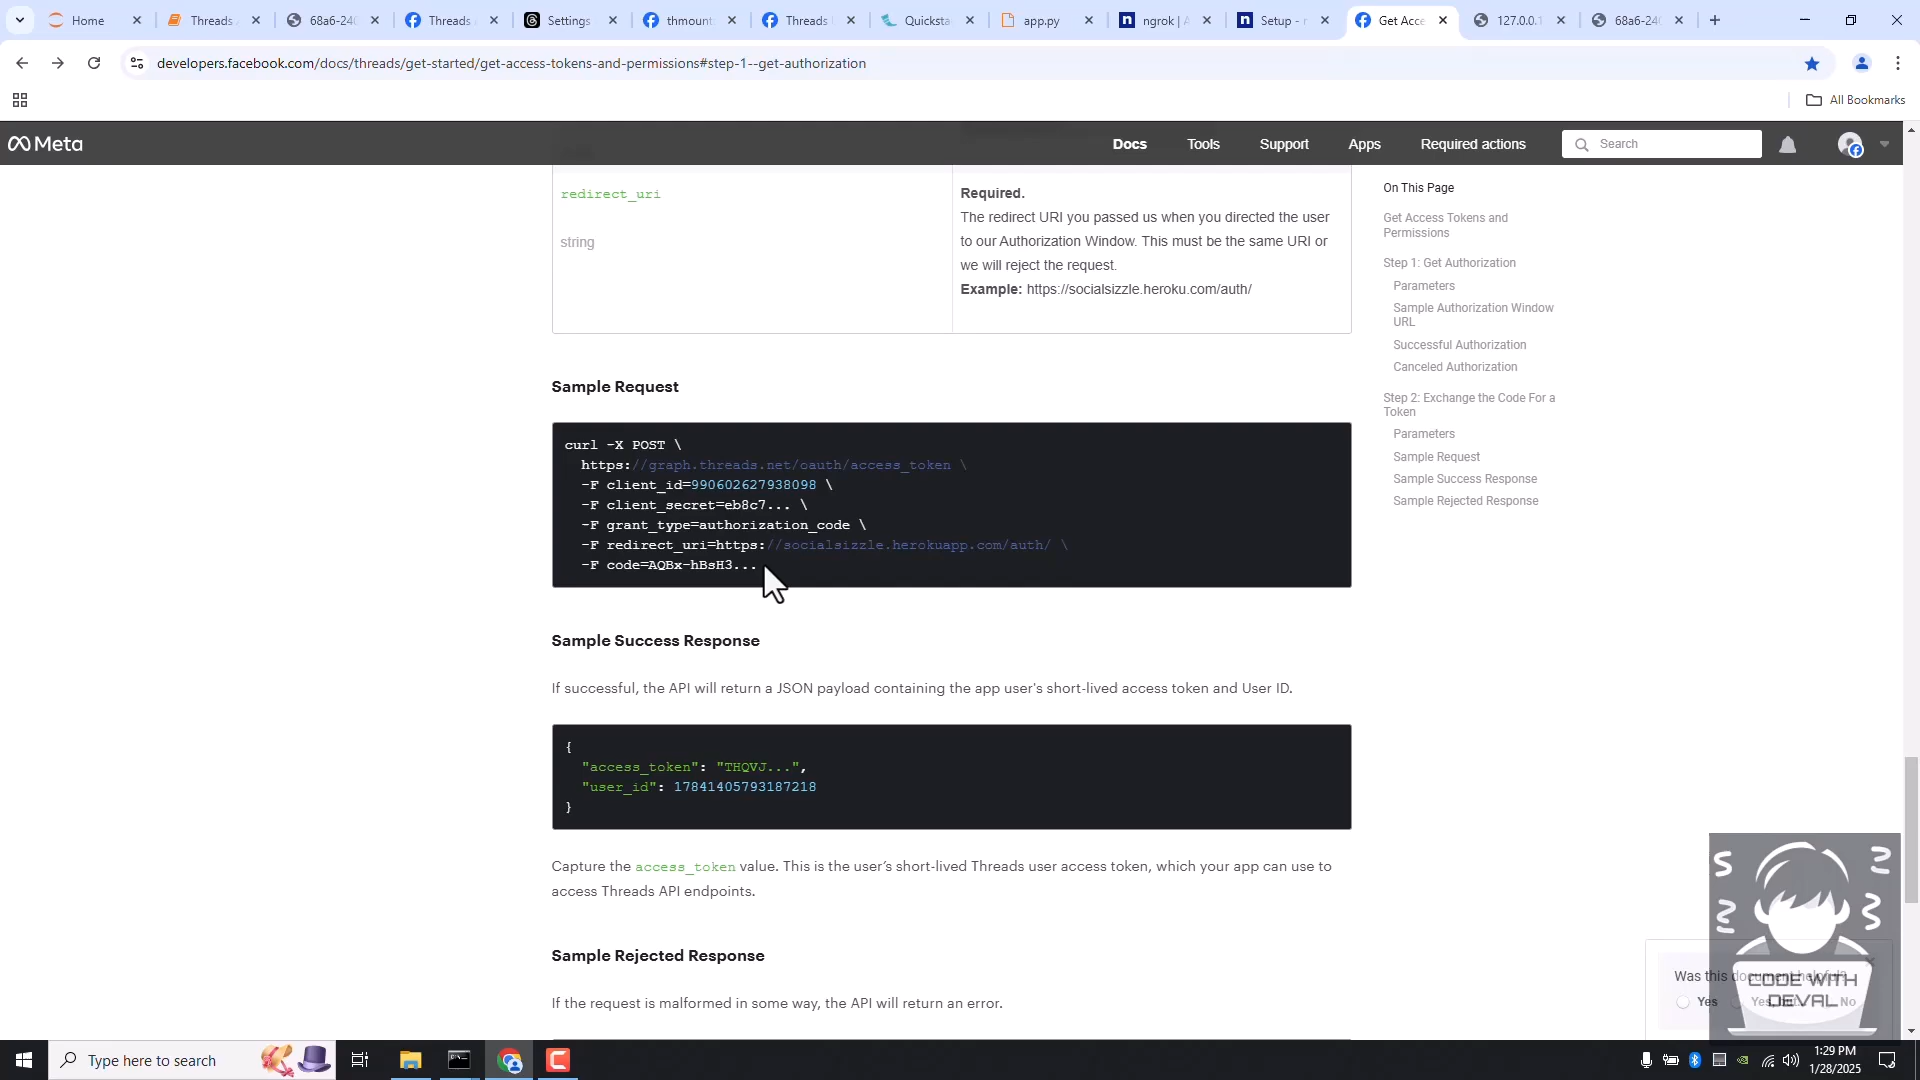 Home
Threads
68a6-24
Threads
Settings
thmount
Threads
Quicksta
app.py
ngrok | A
Setup - r
Get Acce
127.0.0.1
68a6-24
developers.facebook.com/docs/threads/get-started/get-access-tokens-and-permissions#step-1--get-authorization
All Bookmarks
Meta
Docs
Tools
Support
Apps
Required actions
Search
redirect_uri
string
Required.
The redirect URI you passed us when you directed the user
to our Authorization Window. This must be the same URI or
we will reject the request.
Example: https://socialsizzle.heroku.com/auth/
Sample Request
curl -X POST \
https://graph.threads.net/oauth/access_token \
-F client_id=990602627938098 \
-F client_secret=eb8c7... \
-F grant_type=authorization_code \
-F redirect_uri=https://socialsizzle.herokuapp.com/auth/ \
-F code=AQBx-hBsH3...
Sample Success Response
If successful, the API will return a JSON payload containing the app user's short-lived access token and User ID.
{
"access_token": "THQVJ...",
"user_id": 17841405793187218
}
Capture the access_token value. This is the user’s short-lived Threads user access token, which your app can use to
access Threads API endpoints.
Sample Rejected Response
If the request is malformed in some way, the API will return an error.
On This Page
Get Access Tokens and
Permissions
Step 1: Get Authorization
Parameters
Sample Authorization Window
URL
Successful Authorization
Canceled Authorization
Step 2: Exchange the Code For a
Token
Parameters
Sample Request
Sample Success Response
Sample Rejected Response
Was this document helpful?
Yes
Yes, but...
No
CODE WITH
DEVAL
Type here to search
1:29 PM
1/28/2025